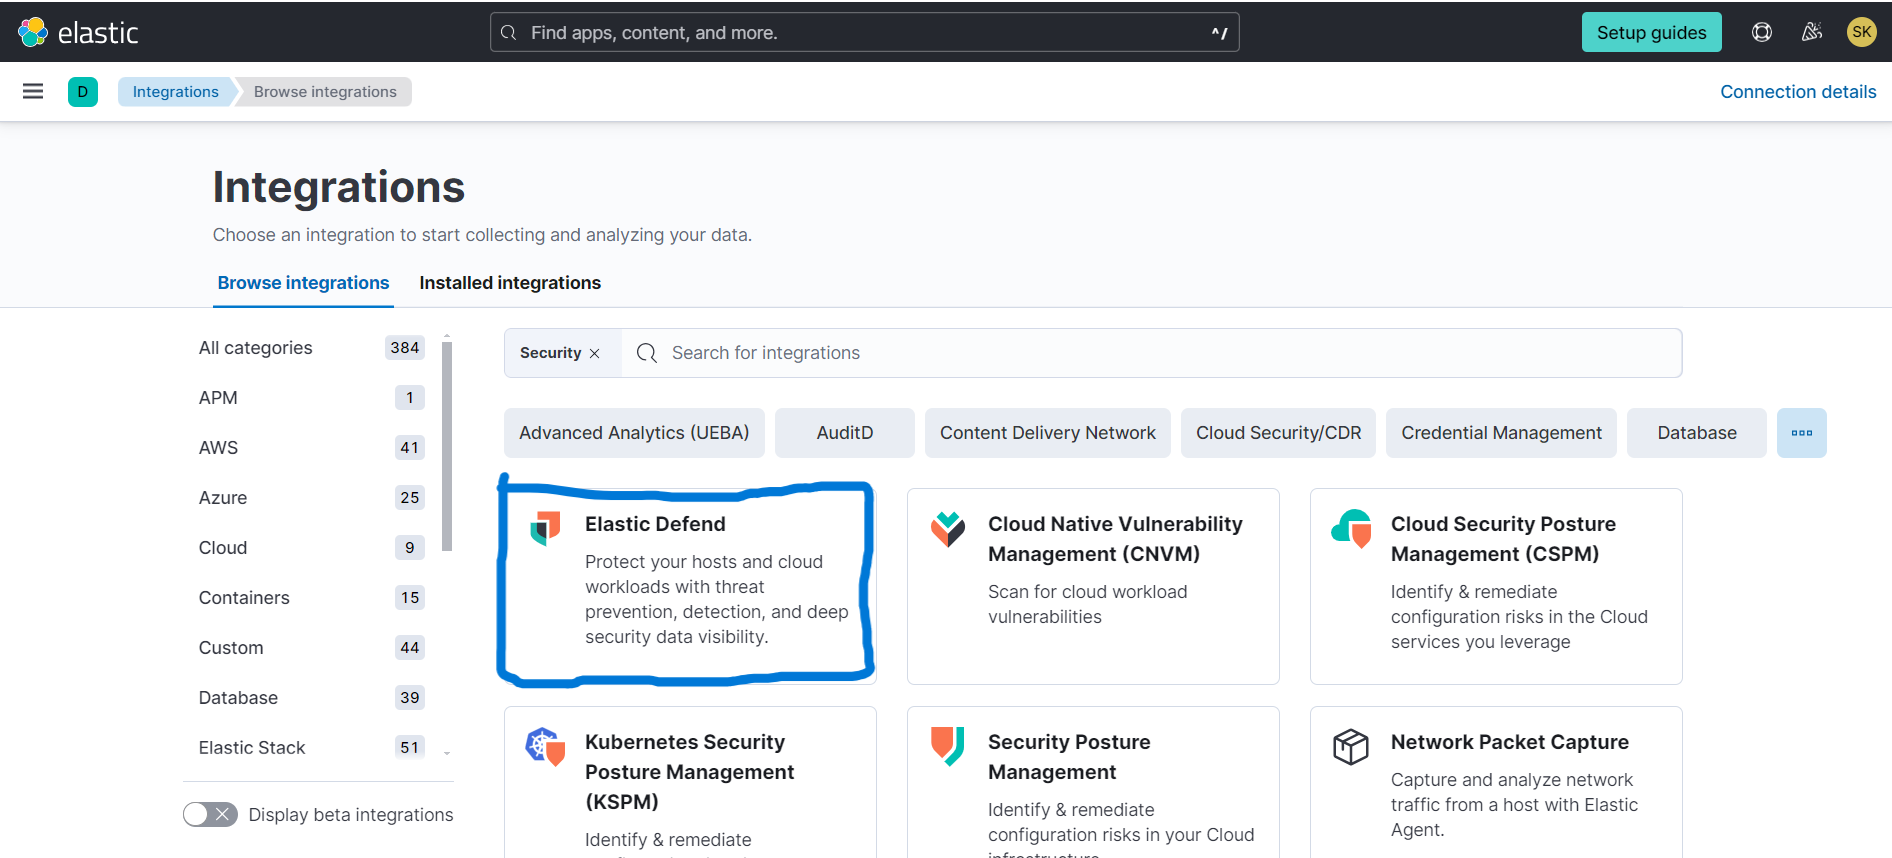 elastic
Find apps, content, and more.
^/
Setup guides
SK
D
Integrations
Browse integrations
Connection details
Integrations
Choose an integration to start collecting and analyzing your data.
Browse integrations
Installed integrations
All categories 384
APM 1
AWS 41
Azure 25
Cloud 9
Containers 15
Custom 44
Database 39
Elastic Stack 51
Display beta integrations
Security
Search for integrations
Advanced Analytics (UEBA)
AuditD
Content Delivery Network
Cloud Security/CDR
Credential Management
Database
Elastic Defend
Protect your hosts and cloud
workloads with threat
prevention, detection, and deep
security data visibility.
Cloud Native Vulnerability
Management (CNVM)
Scan for cloud workload
vulnerabilities
Cloud Security Posture
Management (CSPM)
Identify & remediate
configuration risks in the Cloud
services you leverage
Kubernetes Security
Posture Management
(KSPM)
Identify & remediate
Security Posture
Management
Identify & remediate
configuration risks in your Cloud
infrastructure
Network Packet Capture
Capture and analyze network
traffic from a host with Elastic
Agent.